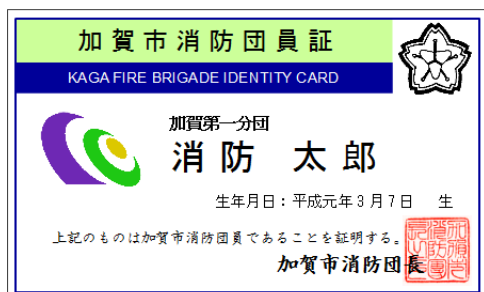 加賀市消防団員証
KAGA FIRE BRIGADE IDENTITY CARD
加賀第一分団
消防 太郎
生年月日：平成元年３月７日 生
上記のものは加賀市消防団員であることを証明する。
加賀市消防団長